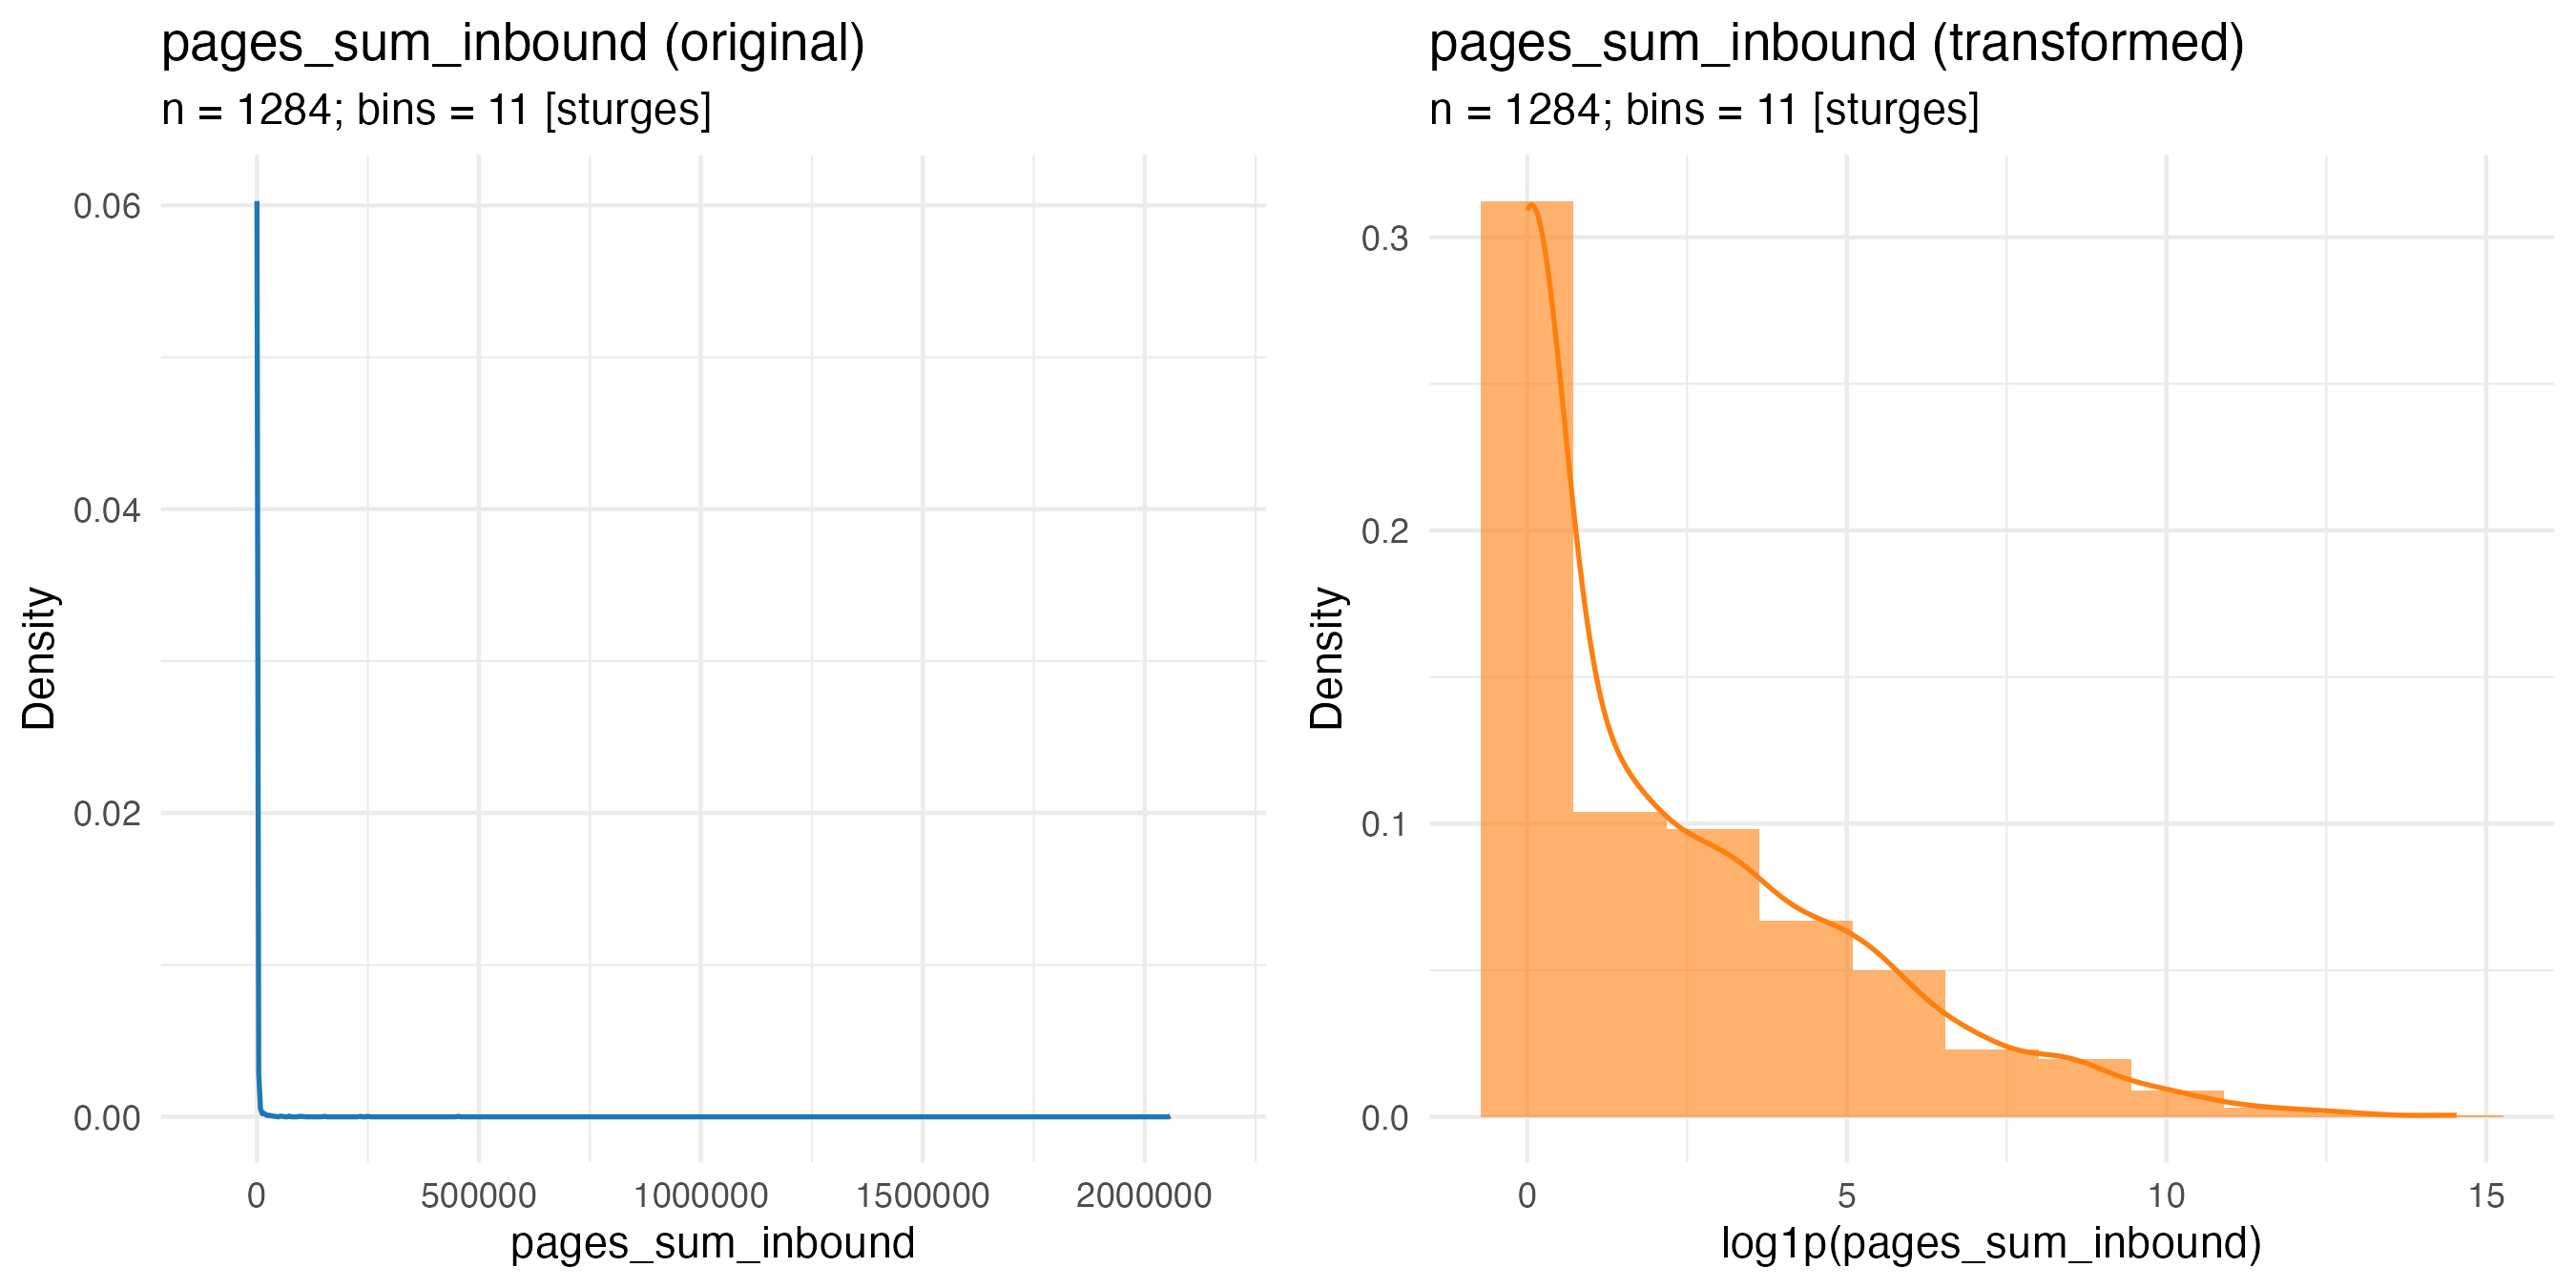 pages_sum_inbound (original)
n = 1284; bins = 11 [sturges]
Density
0.06
0.04
0.02
0.00
0
500000
1000000
1500000
2000000
pages_sum_inbound
pages_sum_inbound (transformed)
n = 1284; bins = 11 [sturges]
Density
0.3
0.2
0.1
0.0
0
5
10
15
log1p(pages_sum_inbound)